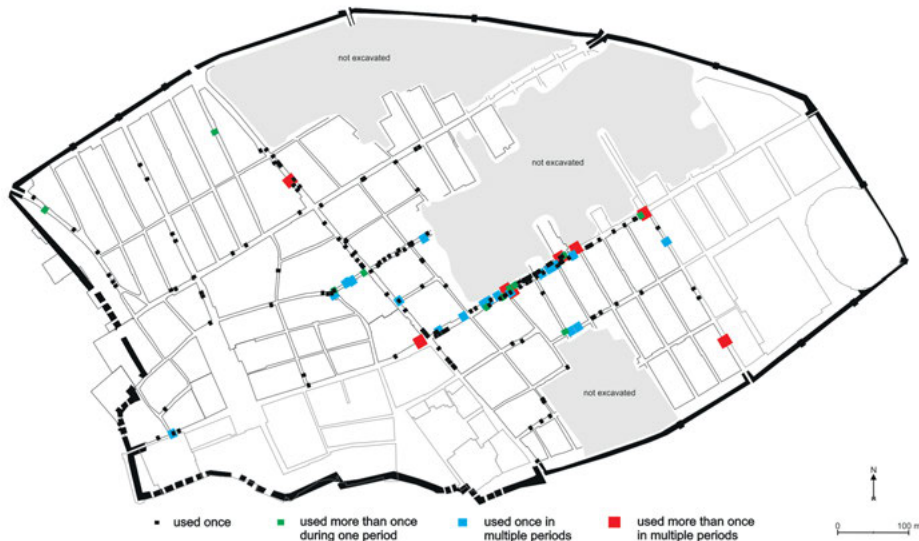 not excavated
not excavated
not excavated
N
used once
used more than once
during one period
used once in
multiple periods
used more than once
in multiple periods
0 100 m